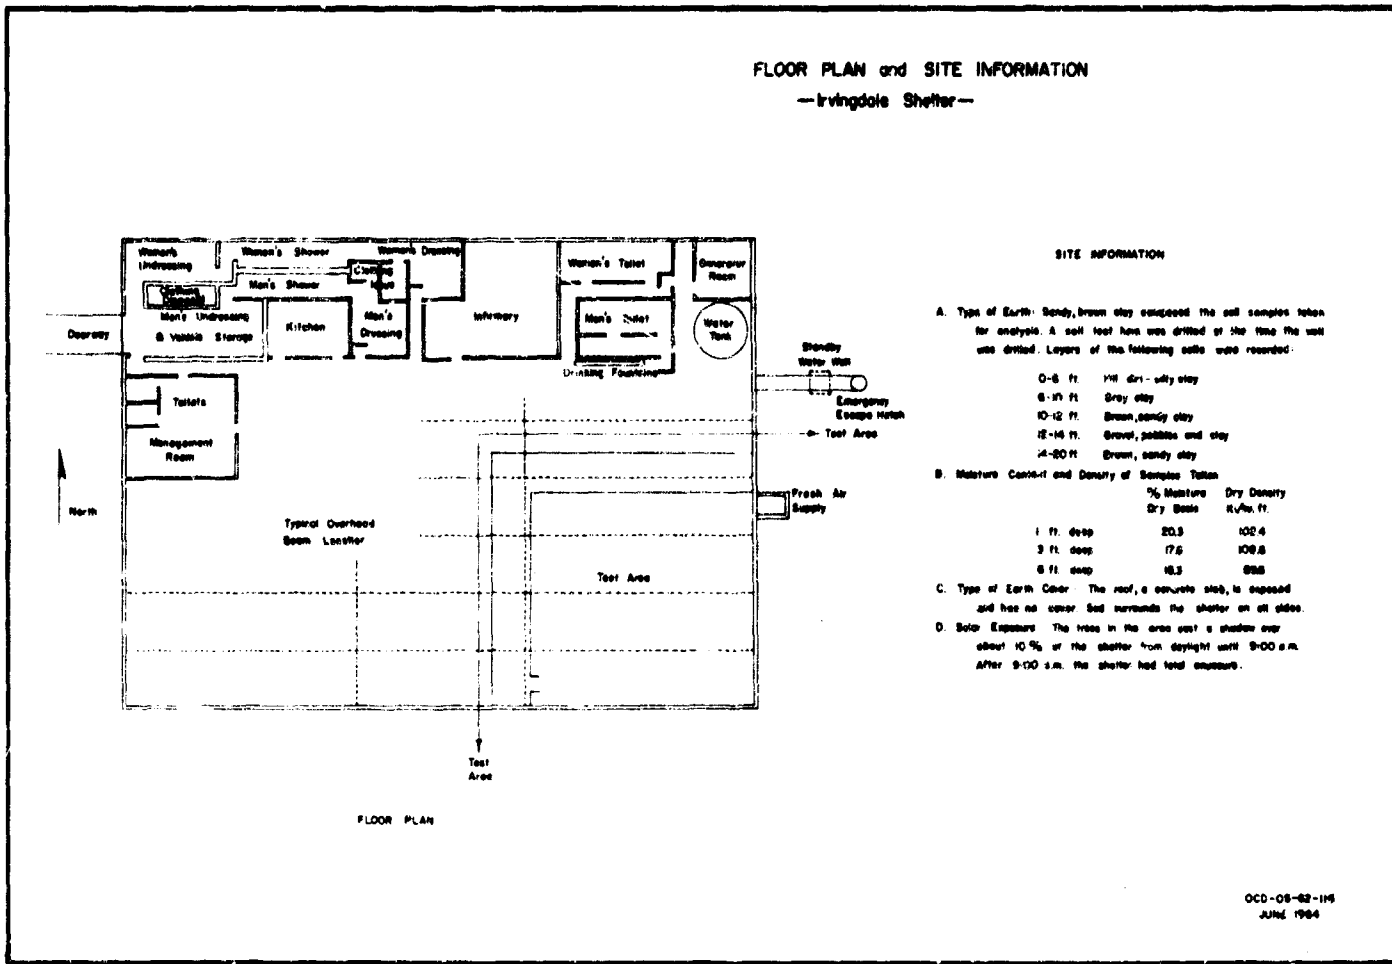 FLOOR PLAN and SITE INFORMATION
—Irvingdale Shelter—
Women's Undressing
Women's Shower
Women's Dressing
Clothing
Issue
Men's Shower
Clothing
Men's Undressing
& Vehicle Storage
Kitchen
Men's
Dressing
Infirmary
Women's Toilet
Generator
Room
Men's Toilet
Water
Tank
Drinking Fountains
Doorway
Standby
Water Well
Emergency
Escape Hatch
Test Area
Toilets
Management
Room
North
Typical Overhead
Beam Location
Fresh Air
Supply
Test Area
Test
Area
FLOOR PLAN
SITE INFORMATION
A. Type of Earth: Sandy, brown clay composed the soil samples taken
for analysis. A soil test hole was drilled at the time the well
was drilled. Layers of the following soils were recorded:
0-6 ft. Fill dirt - silty clay
6-10 ft Grey clay
10-12 ft. Brown, sandy clay
12-14 ft. Gravel, pebbles and clay
14-20 ft Brown, sandy clay
B. Moisture Content and Density of Samples Taken
% Moisture Dry Density
Dry Basis lb./cu. ft.
1 ft. deep 20.3 102.4
3 ft. deep 17.6
6 ft. deep
C. Type of Earth Cover: The roof, a concrete slab, is exposed
and has no cover. Sod surrounds the shelter on all sides.
D. Solar Exposure: The trees in the area cast a shadow over
about 10 % of the shelter from daylight until 9:00 a.m.
After 9:00 a.m. the shelter had total exposure.
OCD-OS-62-
JUNE 1964